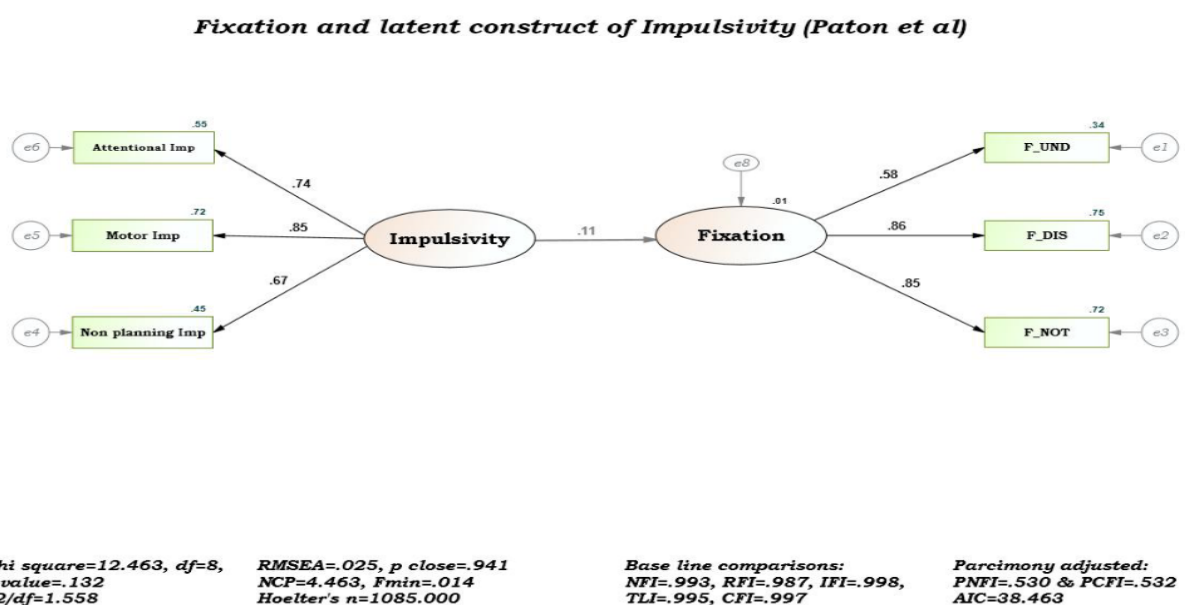 Fixation and latent construct of Impulsivity (Paton et al)
.55
e6
Attentional Imp
.74
.72
e5
Motor Imp
.85
.67
.45
e4
Non planning Imp
Impulsivity
.11
e8
.01
Fixation
.34
F_UND
e1
.58
.75
.86
F_DIS
e2
.85
.72
F_NOT
e3
hi square=12.463, df=8,
value=.132
2/df=1.558
RMSEA=.025, p close=.941
NCP=4.463, Fmin=.014
Hoelter's n=1085.000
Base line comparisons:
NFI=.993, RFI=.987, IFI=.998,
TLI=.995, CFI=.997
Parcimony adjusted:
PNFI=.530 & PCFI=.532
AIC=38.463